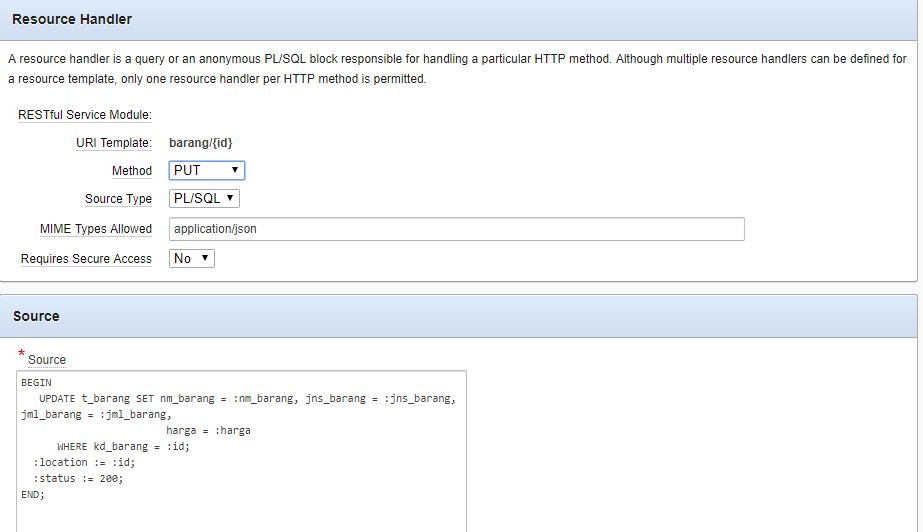 Resource Handler
A resource handler is a query or an anonymous PL/SQL block responsible for handling a particular HTTP method. Although multiple resource handlers can be defined for
a resource template, only one resource handler per HTTP method is permitted.
RESTful Service Module:
URI Template: barang/{id}
Method PUT
Source Type PL/SQL
MIME Types Allowed application/json
Requires Secure Access No
Source
* Source
BEGIN
UPDATE t_barang SET nm_barang = :nm_barang, jns_barang = :jns_barang,
jml_barang = :jml_barang,
harga = :harga
WHERE kd_barang = :id;
:location := :id;
:status := 200;
END;